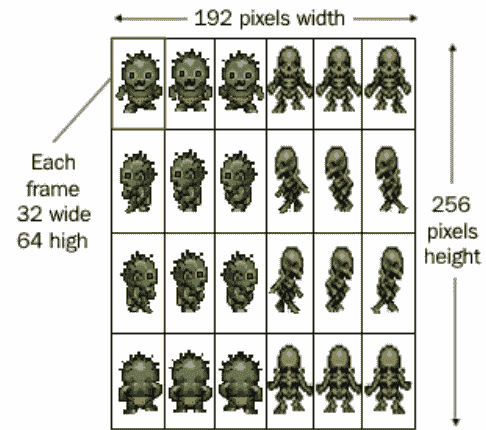 192 pixels width
Each
frame
32 wide
64 high
256
pixels
height